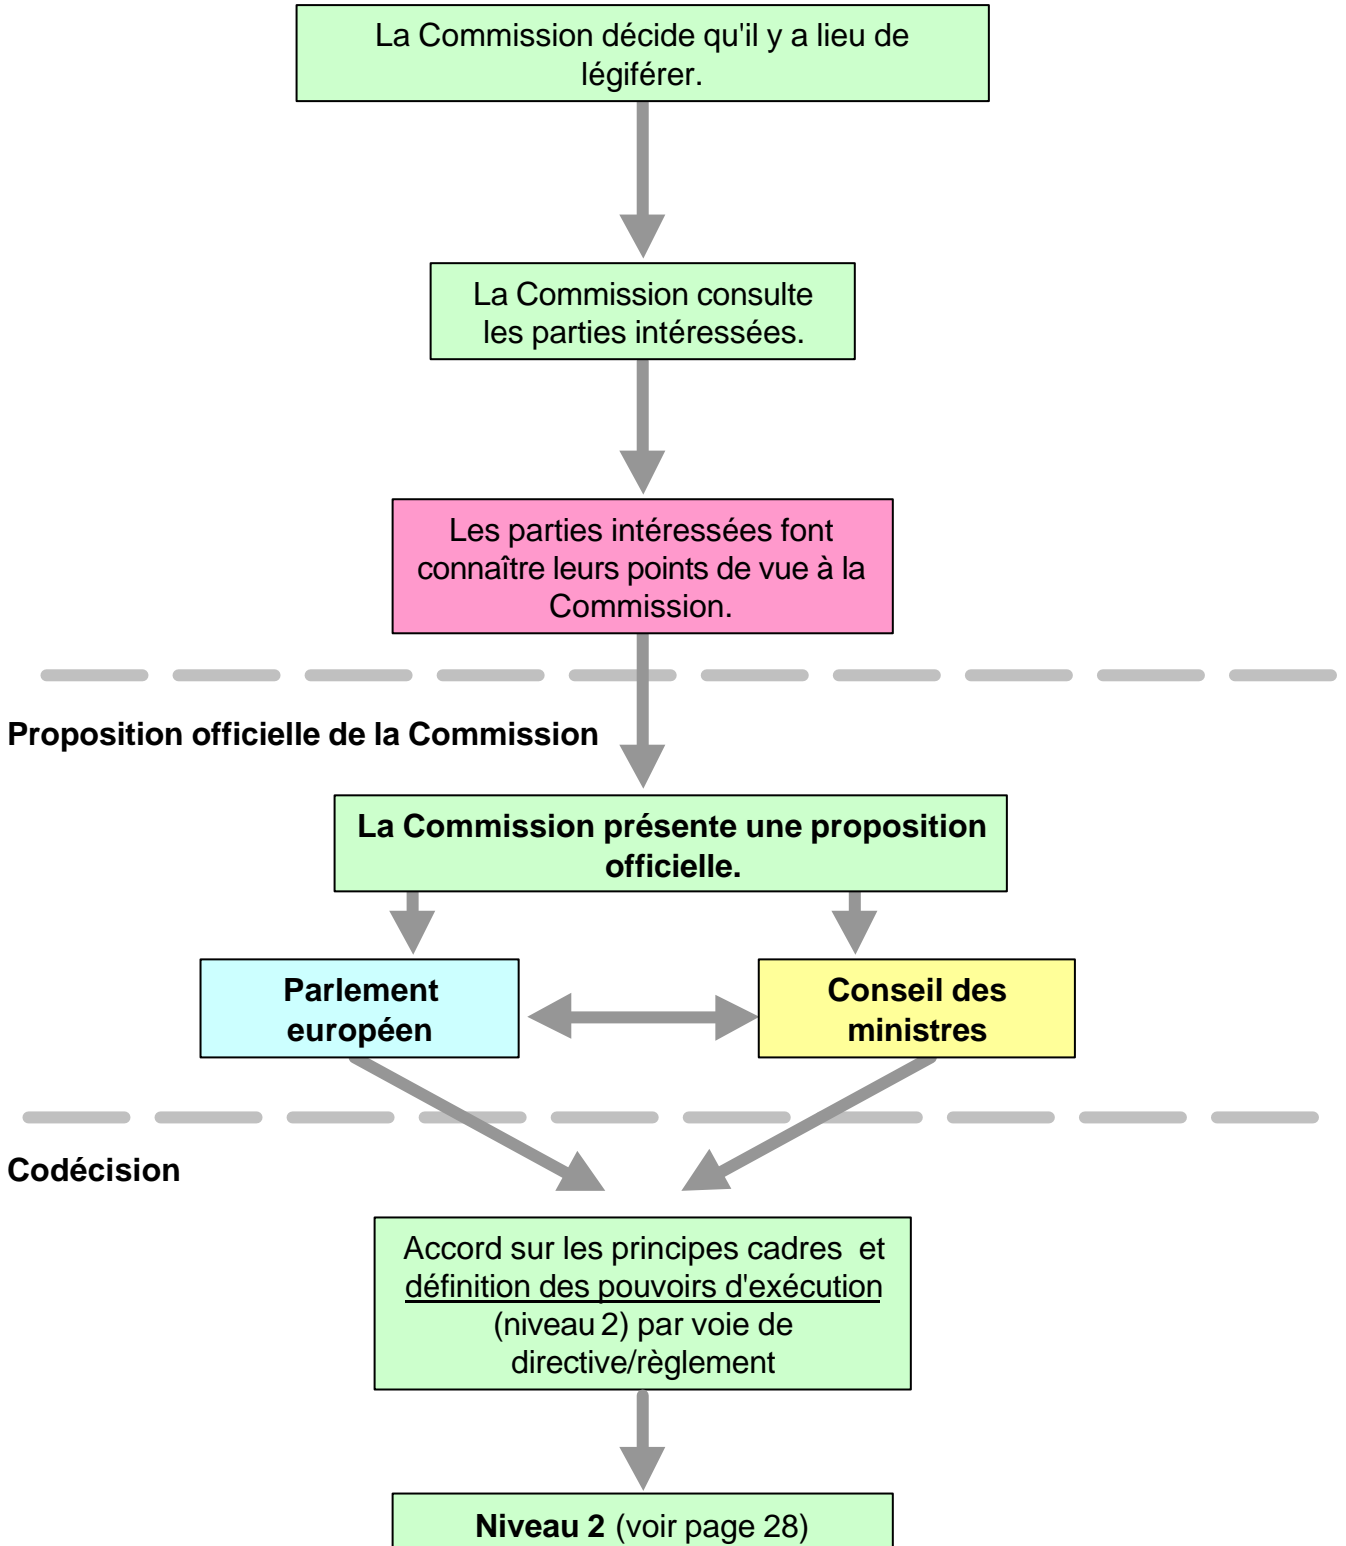 La Commission décide qu'il y a lieu de
légiférer.
La Commission consulte
les parties intéressées.
Les parties intéressées font
connaître leurs points de vue à la
Commission.
Proposition officielle de la Commission
La Commission présente une proposition
officielle.
Parlement
européen
Conseil des
ministres
Codécision
Accord sur les principes cadres et
définition des pouvoirs d'exécution
(niveau 2) par voie de
directive/règlement
Niveau 2 (voir page 28)